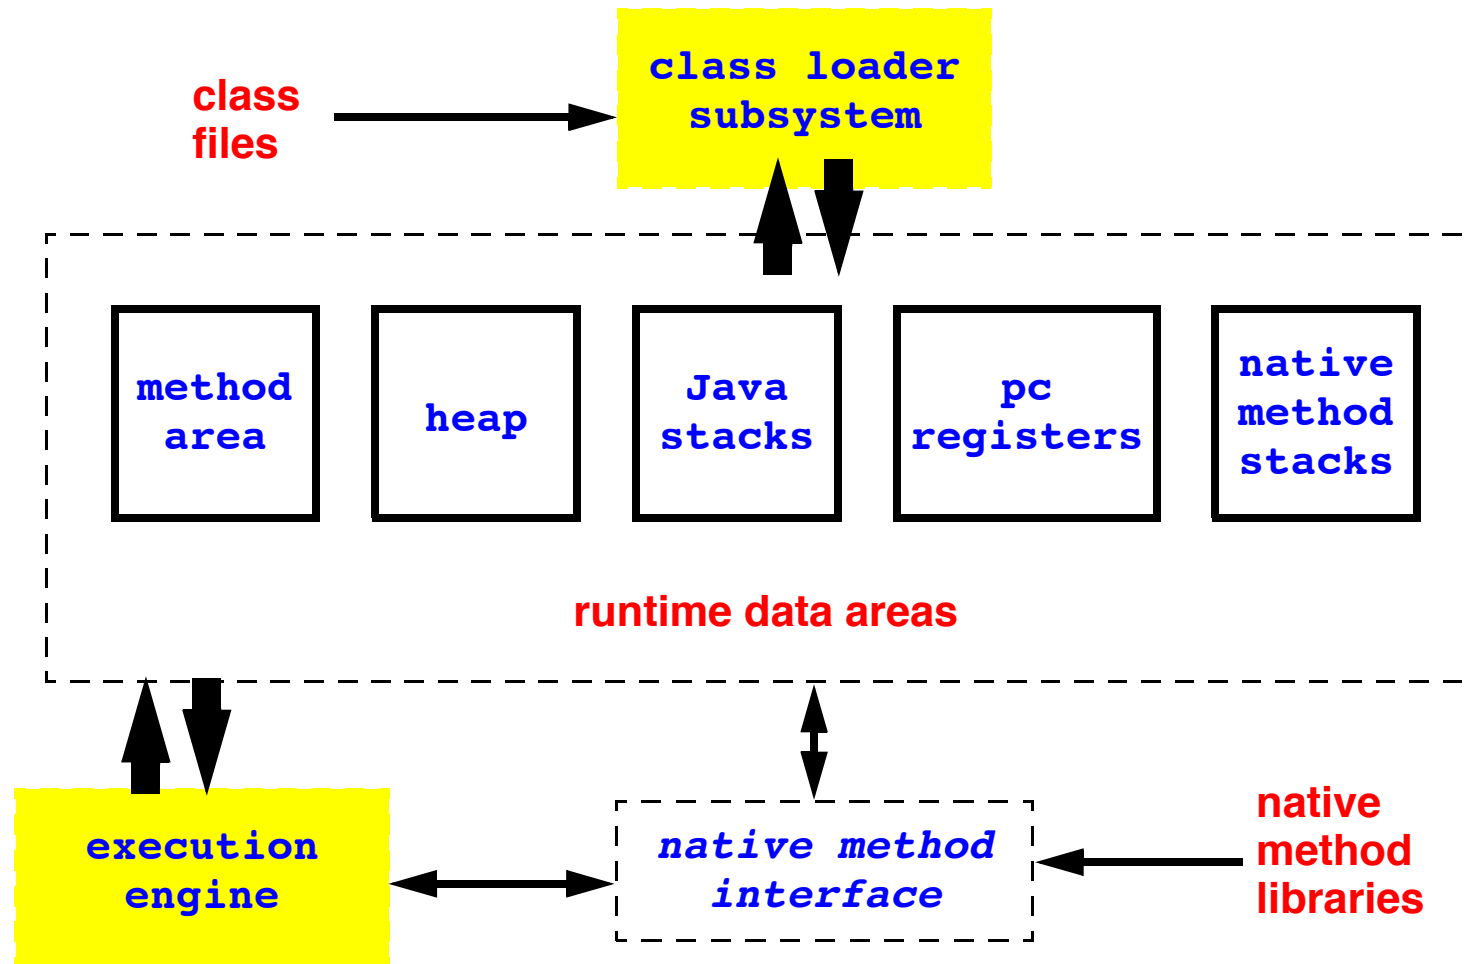 class loader
subsystem
class
files
method
area
heap
Java
stacks
pc
registers
native
method
stacks
runtime data areas
execution
engine
native method
interface
native
method
libraries